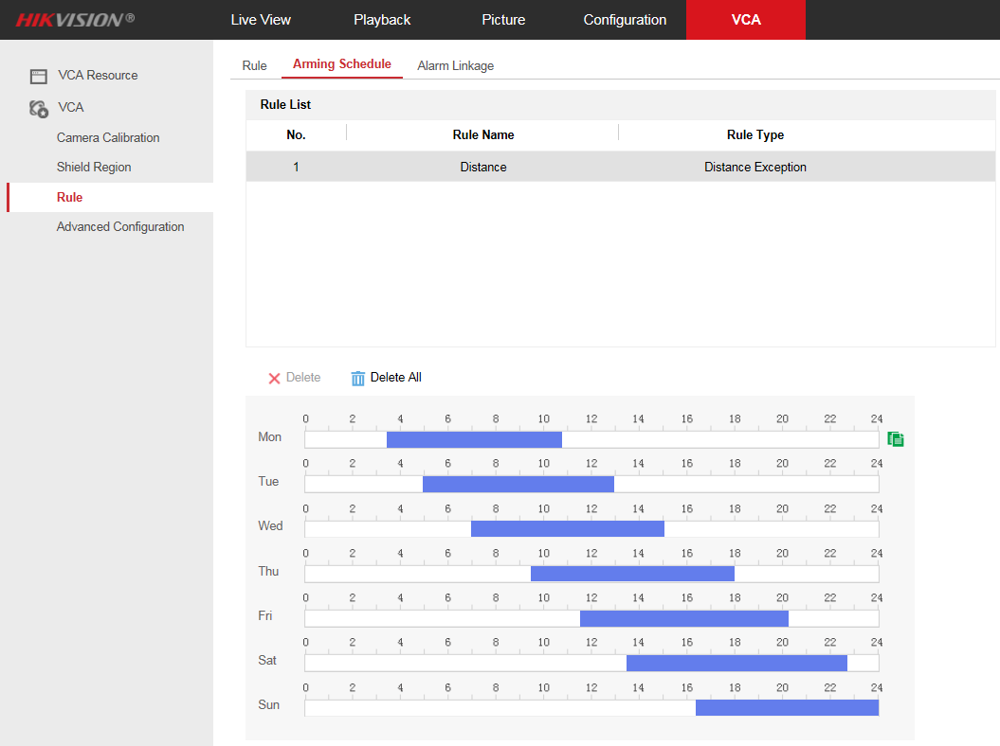 HIKVISION® Live View Playback Picture Configuration VCA
VCA Resource
VCA
Camera Calibration
Shield Region
Rule
Advanced Configuration
Rule Arming Schedule Alarm Linkage
Rule List
No. Rule Name Rule Type
1 Distance Distance Exception
Delete Delete All
0 2 4 6 8 10 12 14 16 18 20 22 24
Mon
0 2 4 6 8 10 12 14 16 18 20 22 24
Tue
0 2 4 6 8 10 12 14 16 18 20 22 24
Wed
0 2 4 6 8 10 12 14 16 18 20 22 24
Thu
0 2 4 6 8 10 12 14 16 18 20 22 24
Fri
0 2 4 6 8 10 12 14 16 18 20 22 24
Sat
0 2 4 6 8 10 12 14 16 18 20 22 24
Sun